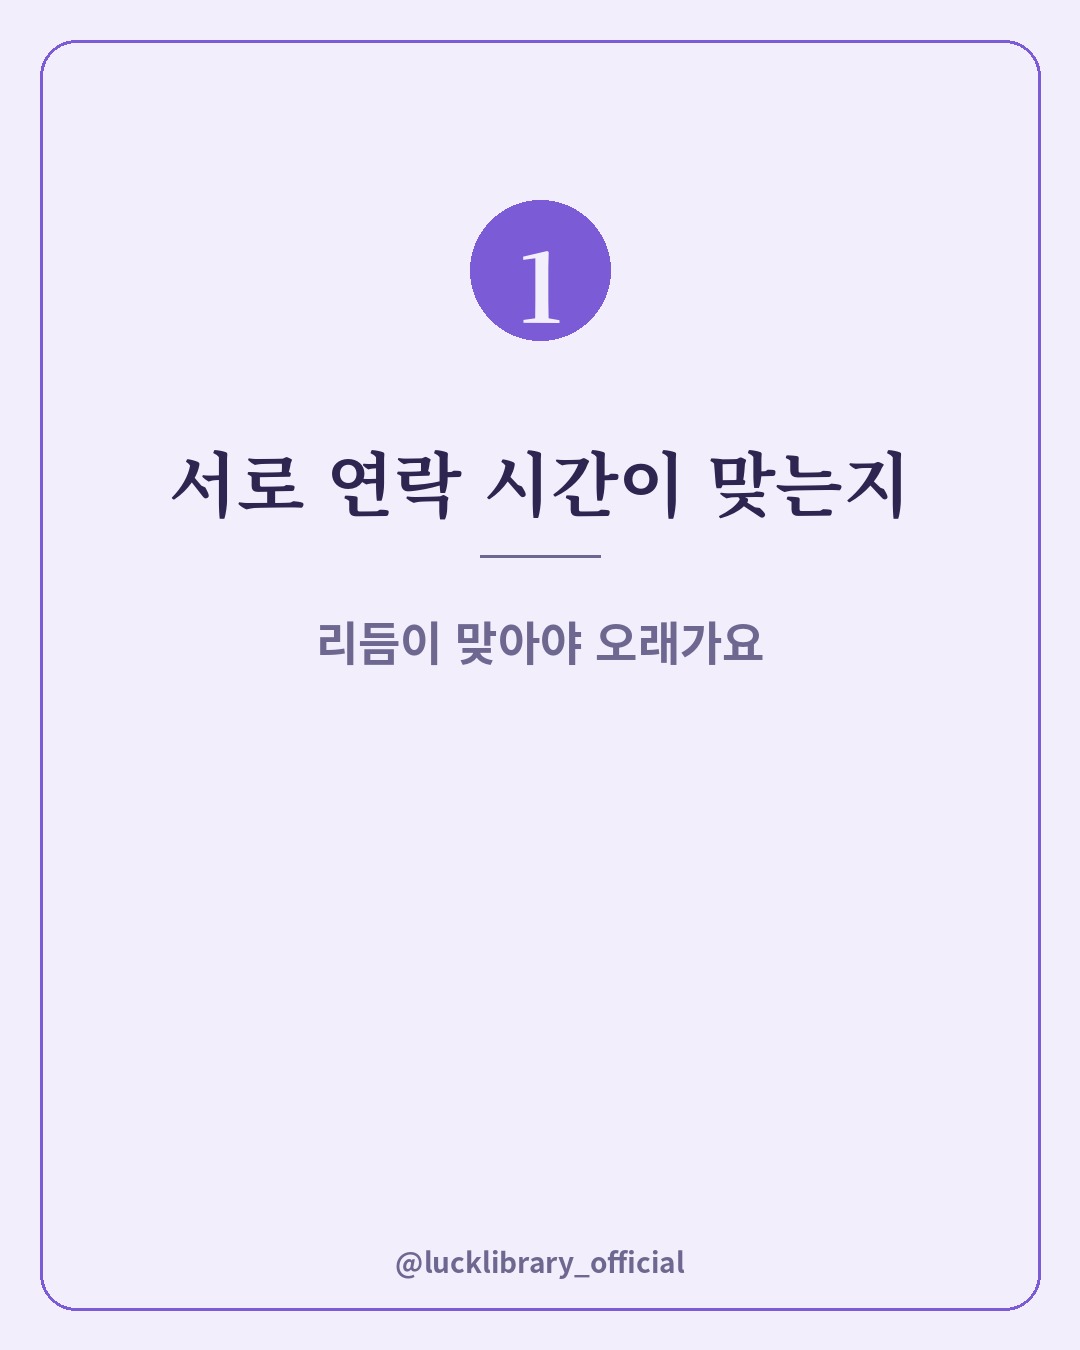 1
서로 연락 시간이 맞는지
리듬이 맞아야 오래가요
@lucklibrary_official